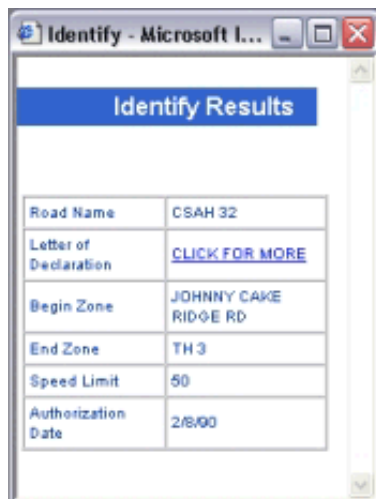 Identify - Microsoft I...
Identify Results
Road Name CSAH 32
Letter of
Declaration CLICK FOR MORE
Begin Zone JOHNNY CAKE
RIDGE RD
End Zone TH 3
Speed Limit 50
Authorization
Date 2/8/90